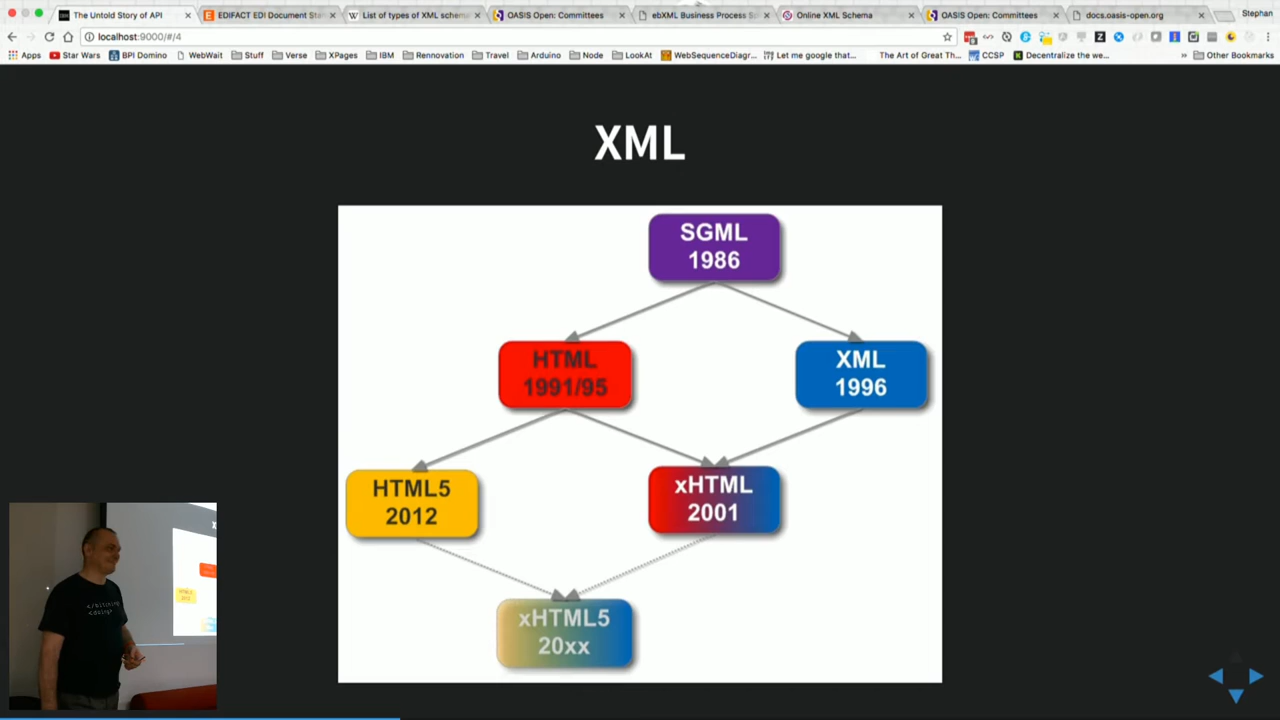 The Untold Story of API
EDIFACT EDI Document Sta
List of types of XML schema
OASIS Open: Committees
ebXML Business Process S
Online XML Schema
OASIS Open: Committees
docs.oasis-open.org
Stephan
localhost:9000/#/4
Apps
Star Wars
BPI Domino
WebWait
Stuff
Verse
XPages
IBM
Rennovation
Travel
Arduino
Node
LookAt
WebSequenceDiagr...
Let me google that...
The Art of Great Th...
CCSP
Decentralize the we...
»
Other Bookmarks
XML
SGML
1986
HTML
1991/95
XML
1996
HTML5
2012
xHTML
2001
xHTML5
20xx